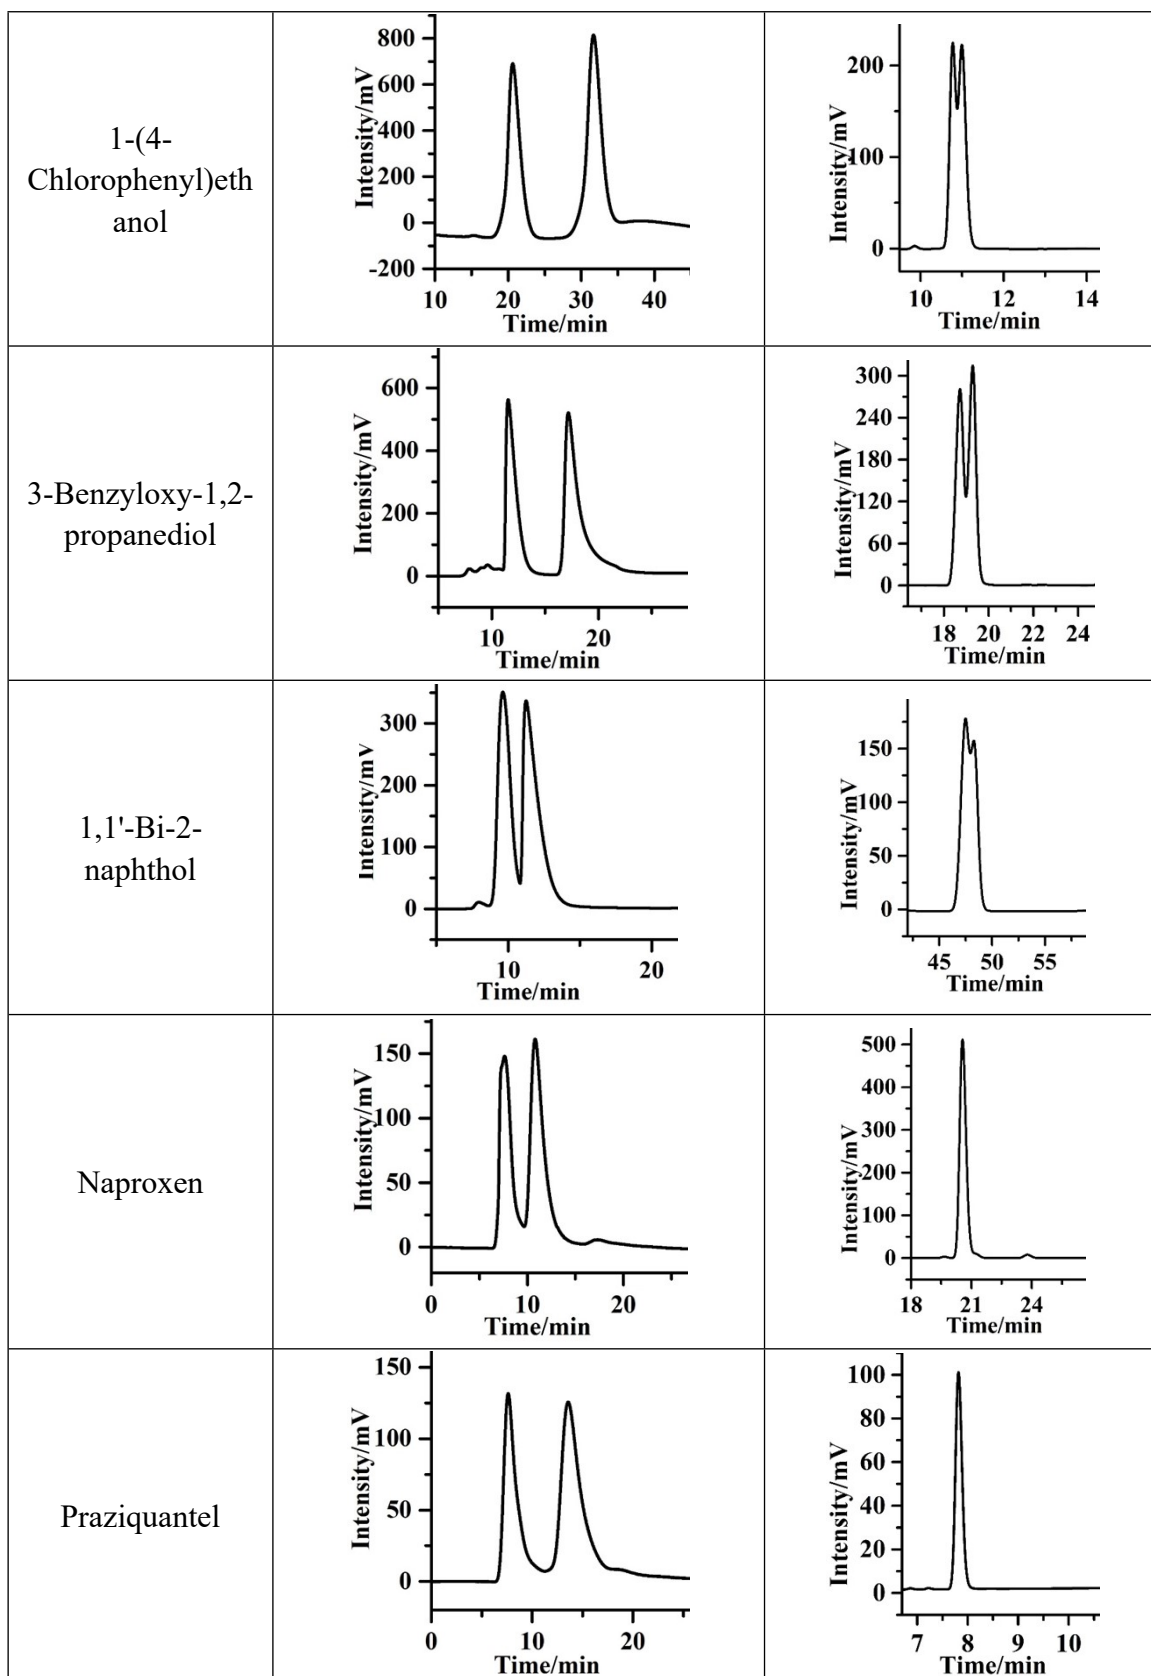 1-(4-
Chlorophenyl)eth
anol
Intensity/mV
800
600
400
200
0
-200
10 20 30 40
Time/min
Intensity/mV
200
100
0
10 12 14
Time/min
3-Benzyloxy-1,2-
propanediol
Intensity/mV
600
400
200
0
10 20
Time/min
Intensity/mV
300
240
180
120
60
0
18 20 22 24
Time/min
1,1'-Bi-2-
naphthol
Intensity/mV
300
200
100
0
10 20
Time/min
Intensity/mV
150
100
50
0
45 50 55
Time/min
Naproxen
Intensity/mV
150
100
50
0
0 10 20
Time/min
Intensity/mV
500
400
300
200
100
0
18 21 24
Time/min
Praziquantel
Intensity/mV
150
100
50
0
0 10 20
Time/min
Intensity/mV
100
80
60
40
20
0
7 8 9 10
Time/min